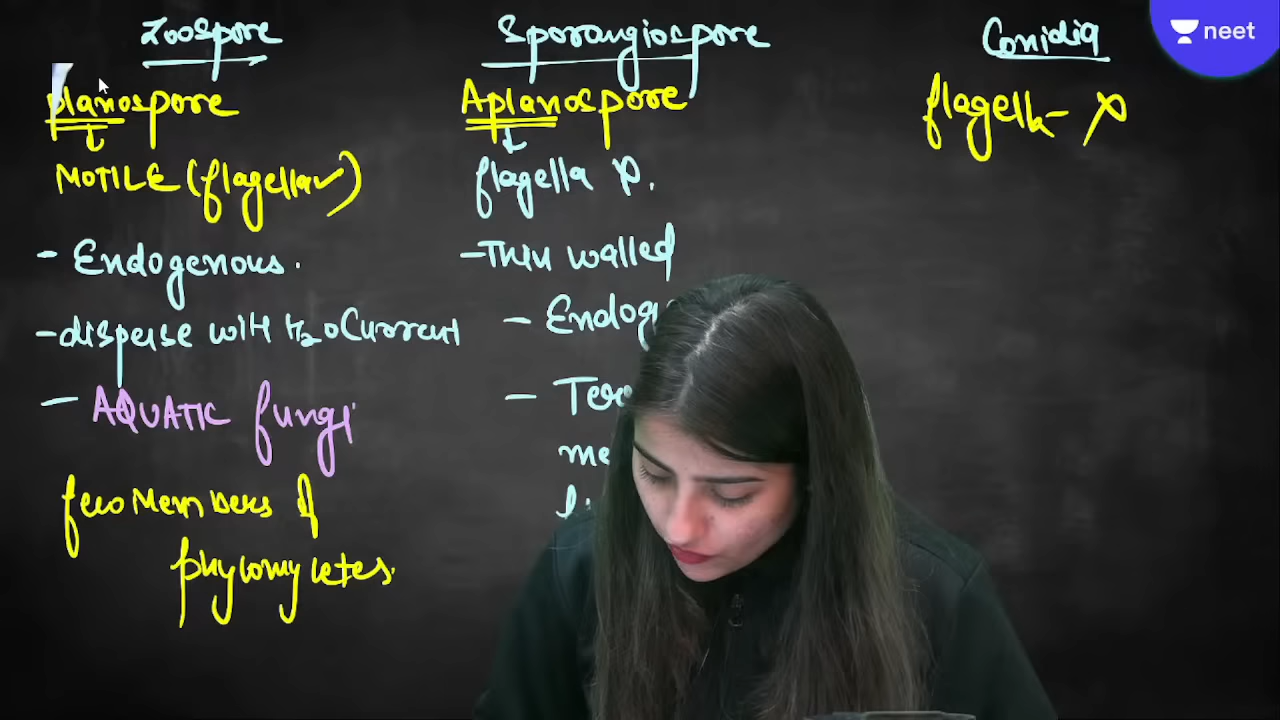 Zoospore
planospore
MOTILE (flagella✓)
- Endogenous.
- disperse with H₂O Current
- AQUATIC fungi
few Members of
phycomycetes.
Sporangiospore
Aplanospore
flagella ×.
- Thin walled
- Endog
- Terr
me
Conidia
flagella - ×
neet